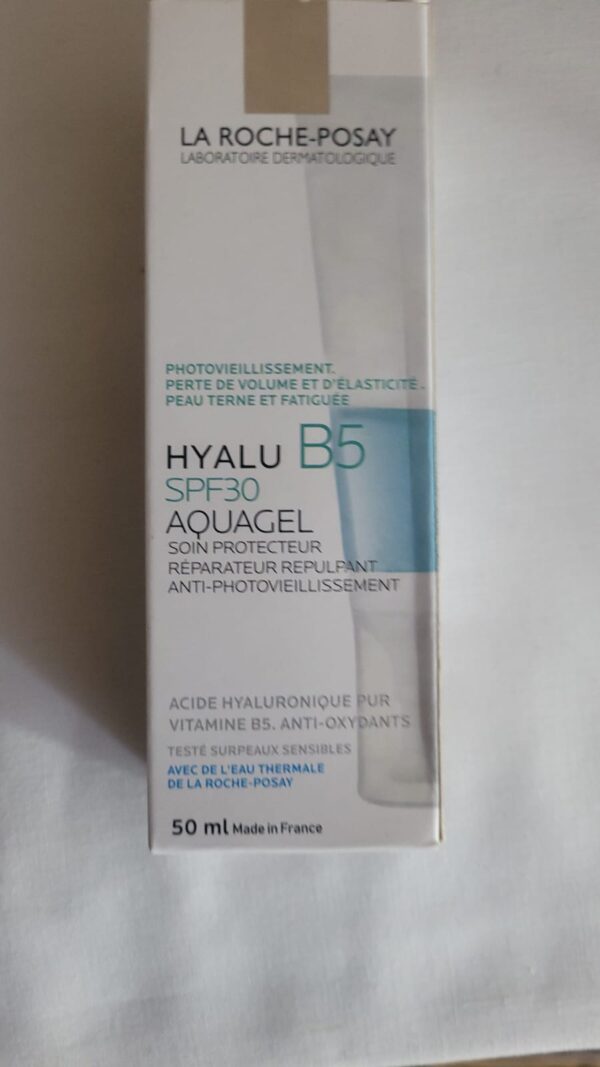 LA ROCHE-POSAY
LABORATOIRE DERMATOLOGIQUE
PHOTOVIEILLISSEMENT.
PERTE DE VOLUME ET D'ÉLASTICITÉ.
PEAU TERNE ET FATIGUÉE
HYALU B5
SPF30
AQUAGEL
SOIN PROTECTEUR
RÉPARATEUR REPULPANT
ANTI-PHOTOVIEILLISSEMENT
ACIDE HYALURONIQUE PUR
VITAMINE B5. ANTI-OXYDANTS
TESTÉ SURPEAUX SENSIBLES
AVEC DE L'EAU THERMALE
DE LA ROCHE-POSAY
50 ml Made in France